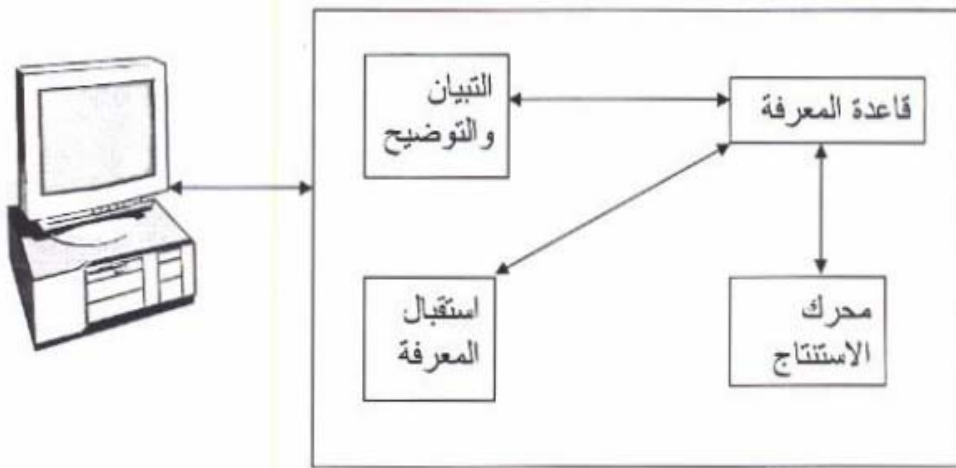 التبيان
والتوضيح
قاعدة المعرفة
استقبال
المعرفة
محرك
الاستنتاج